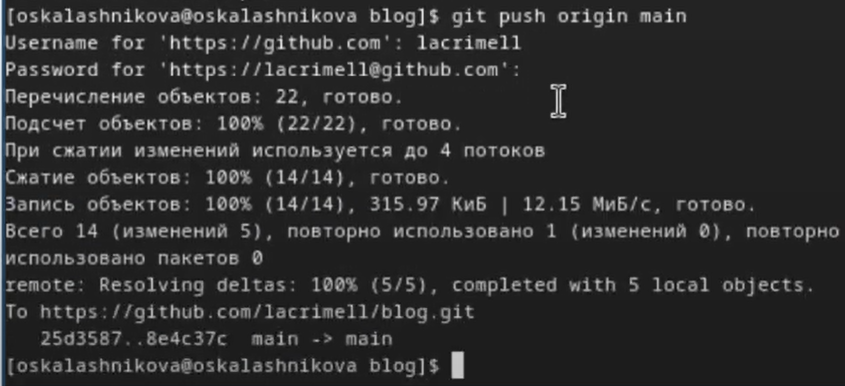 [oskalashnikova@oskalashnikova blog]$ git push origin main
Username for 'https://github.com': lacrimell
Password for 'https://lacrimell@github.com':
Перечисление объектов: 22, готово.
Подсчет объектов: 100% (22/22), готово.
При сжатии изменений используется до 4 потоков
Сжатие объектов: 100% (14/14), готово.
Запись объектов: 100% (14/14), 315.97 КиБ | 12.15 МиБ/с, готово.
Всего 14 (изменений 5), повторно использовано 1 (изменений 0), повторно
использовано пакетов 0
remote: Resolving deltas: 100% (5/5), completed with 5 local objects.
To https://github.com/lacrimell/blog.git
   25d3587..8e4c37c  main -> main
[oskalashnikova@oskalashnikova blog]$